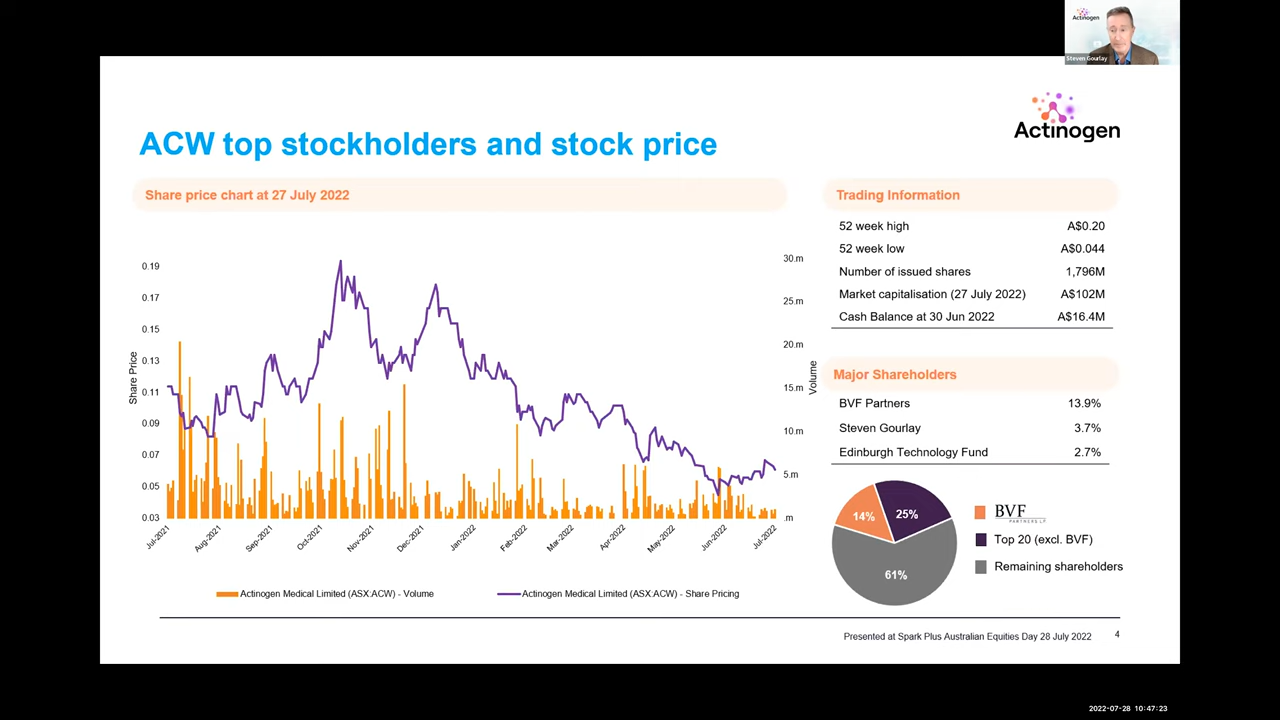 Actinogen
Steven Gourlay
Actinogen
ACW top stockholders and stock price
Share price chart at 27 July 2022
Share Price
0.19
0.17
0.15
0.13
0.11
0.09
0.07
0.05
0.03
30.m
25.m
20.m
15.m
10.m
5.m
.m
Volume
Jul-2021
Aug-2021
Sep-2021
Oct-2021
Nov-2021
Dec-2021
Jan-2022
Feb-2022
Mar-2022
Apr-2022
May-2022
Jun-2022
Jul-2022
Actinogen Medical Limited (ASX:ACW) - Volume
Actinogen Medical Limited (ASX:ACW) - Share Pricing
Trading Information
52 week high A$0.20
52 week low A$0.044
Number of issued shares 1,796M
Market capitalisation (27 July 2022) A$102M
Cash Balance at 30 Jun 2022 A$16.4M
Major Shareholders
BVF Partners 13.9%
Steven Gourlay 3.7%
Edinburgh Technology Fund 2.7%
14%
25%
61%
BVF
PARTNERS L.P.
Top 20 (excl. BVF)
Remaining shareholders
Presented at Spark Plus Australian Equities Day 28 July 2022 4
2022-07-28 10:47:23